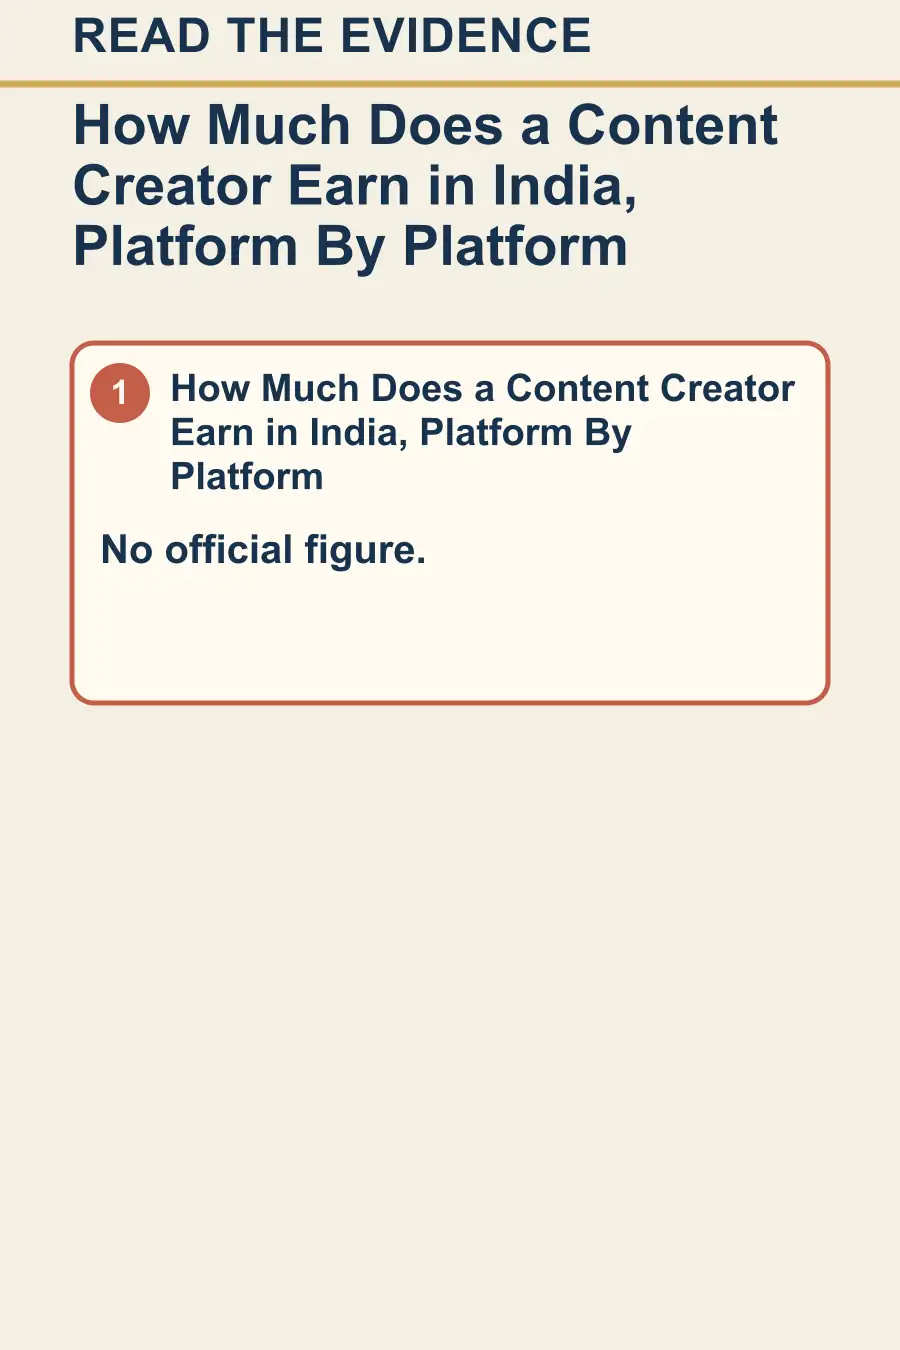 READ THE EVIDENCE
How Much Does a Content
Creator Earn in India,
Platform By Platform
1
How Much Does a Content Creator
Earn in India, Platform By
Platform
No official figure.